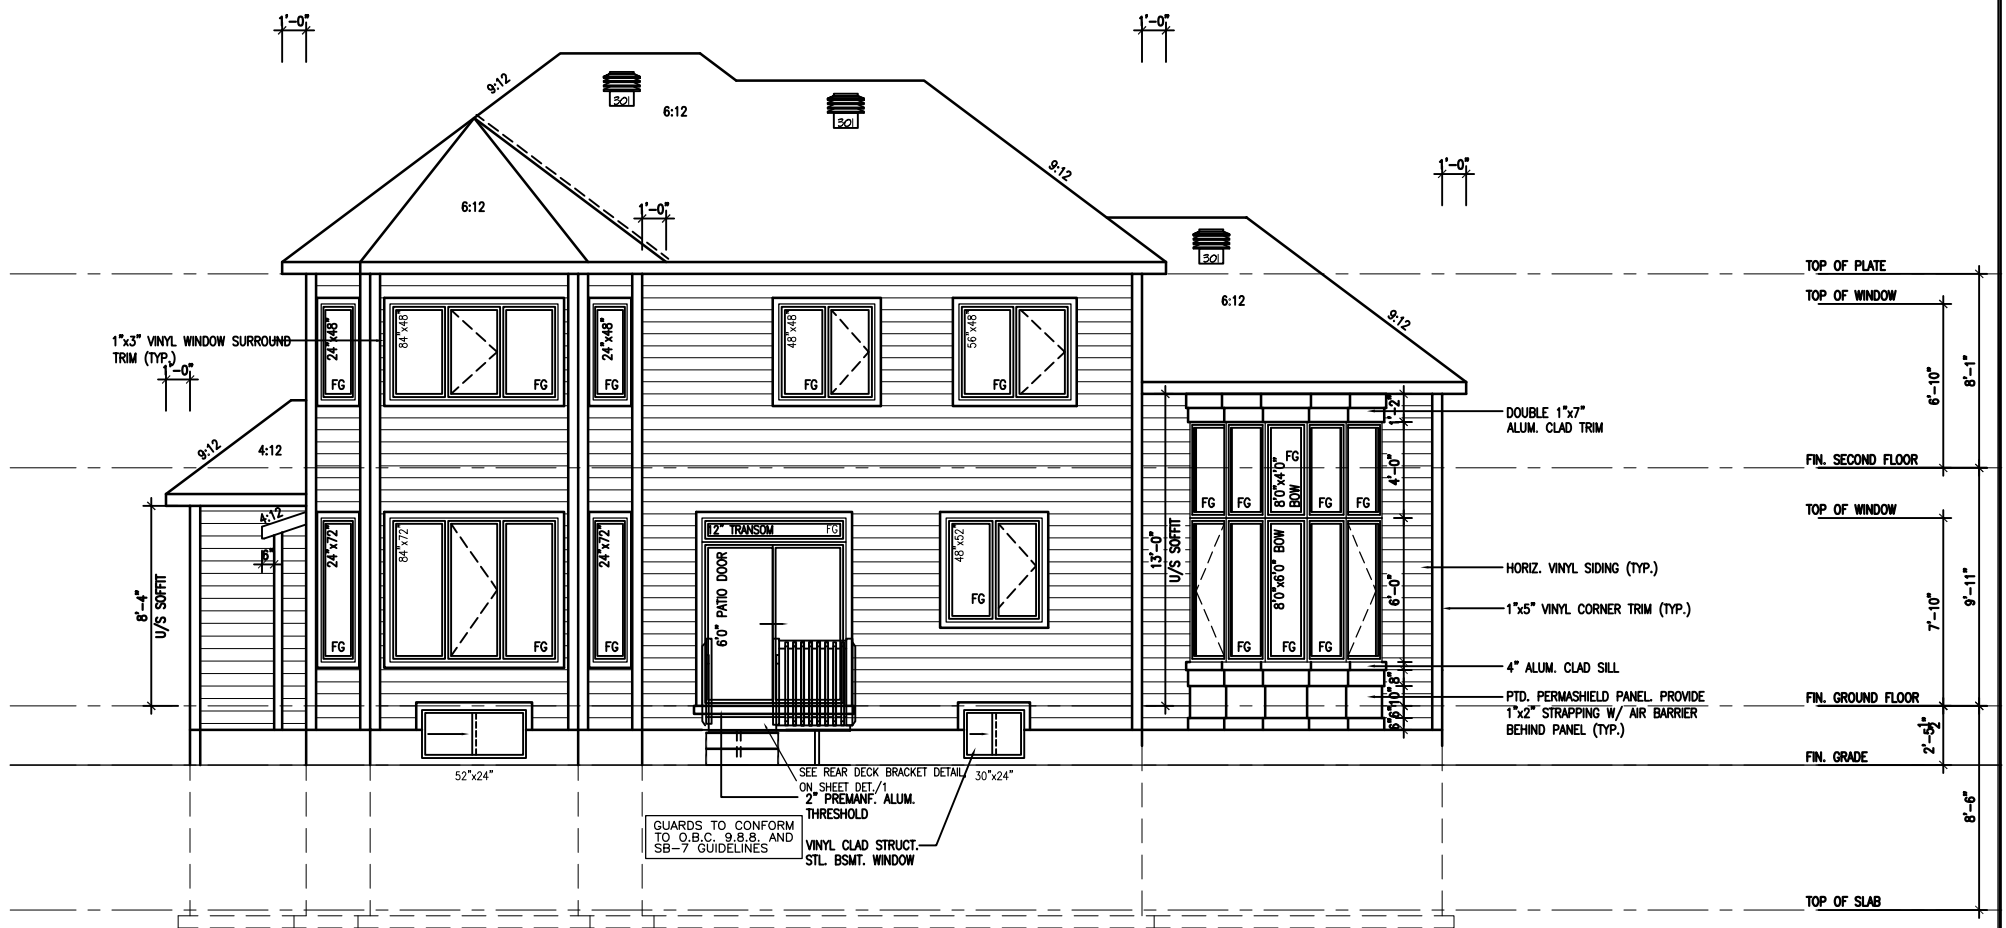 1'-0"
1'-0"
9:12
301
6:12
301
9:12
1'-0"
6:12
1'-0"
301
TOP OF PLATE
6:12
TOP OF WINDOW
9:12
1"x3" VINYL WINDOW SURROUND
TRIM (TYP.)
24"x48"
FG
84"x48"
FG
24"x48"
FG
48"x48"
FG
56"x48"
FG
1'-0"
6'-10"
8'-1"
1'-2"
DOUBLE 1"x7"
ALUM. CLAD TRIM
9:12
4:12
FG
FG
FG
8'0"x4'0"
BOW
FG
FG
4'-0"
FIN. SECOND FLOOR
TOP OF WINDOW
4:12
6"
24"x72"
FG
84"x72"
FG
24"x72"
FG
12" TRANSOM
FG
6'0" PATIO DOOR
48"x52"
FG
13'-0"
U/S SOFFIT
8'0"x6'0" BOW
FG
FG
FG
6'-0"
HORIZ. VINYL SIDING (TYP.)
8'-4"
U/S SOFFIT
1"x5" VINYL CORNER TRIM (TYP.)
7'-10"
9'-11"
4" ALUM. CLAD SILL
8"
10"
6"
6"
PTD. PERMASHIELD PANEL. PROVIDE
1"x2" STRAPPING W/ AIR BARRIER
BEHIND PANEL (TYP.)
FIN. GROUND FLOOR
2'-5 1/2"
FIN. GRADE
52"x24"
SEE REAR DECK BRACKET DETAIL
ON SHEET DET./1
30"x24"
2" PREMANF. ALUM.
THRESHOLD
GUARDS TO CONFORM
TO O.B.C. 9.8.8. AND
SB-7 GUIDELINES
VINYL CLAD STRUCT.
STL. BSMT. WINDOW
8'-6"
TOP OF SLAB